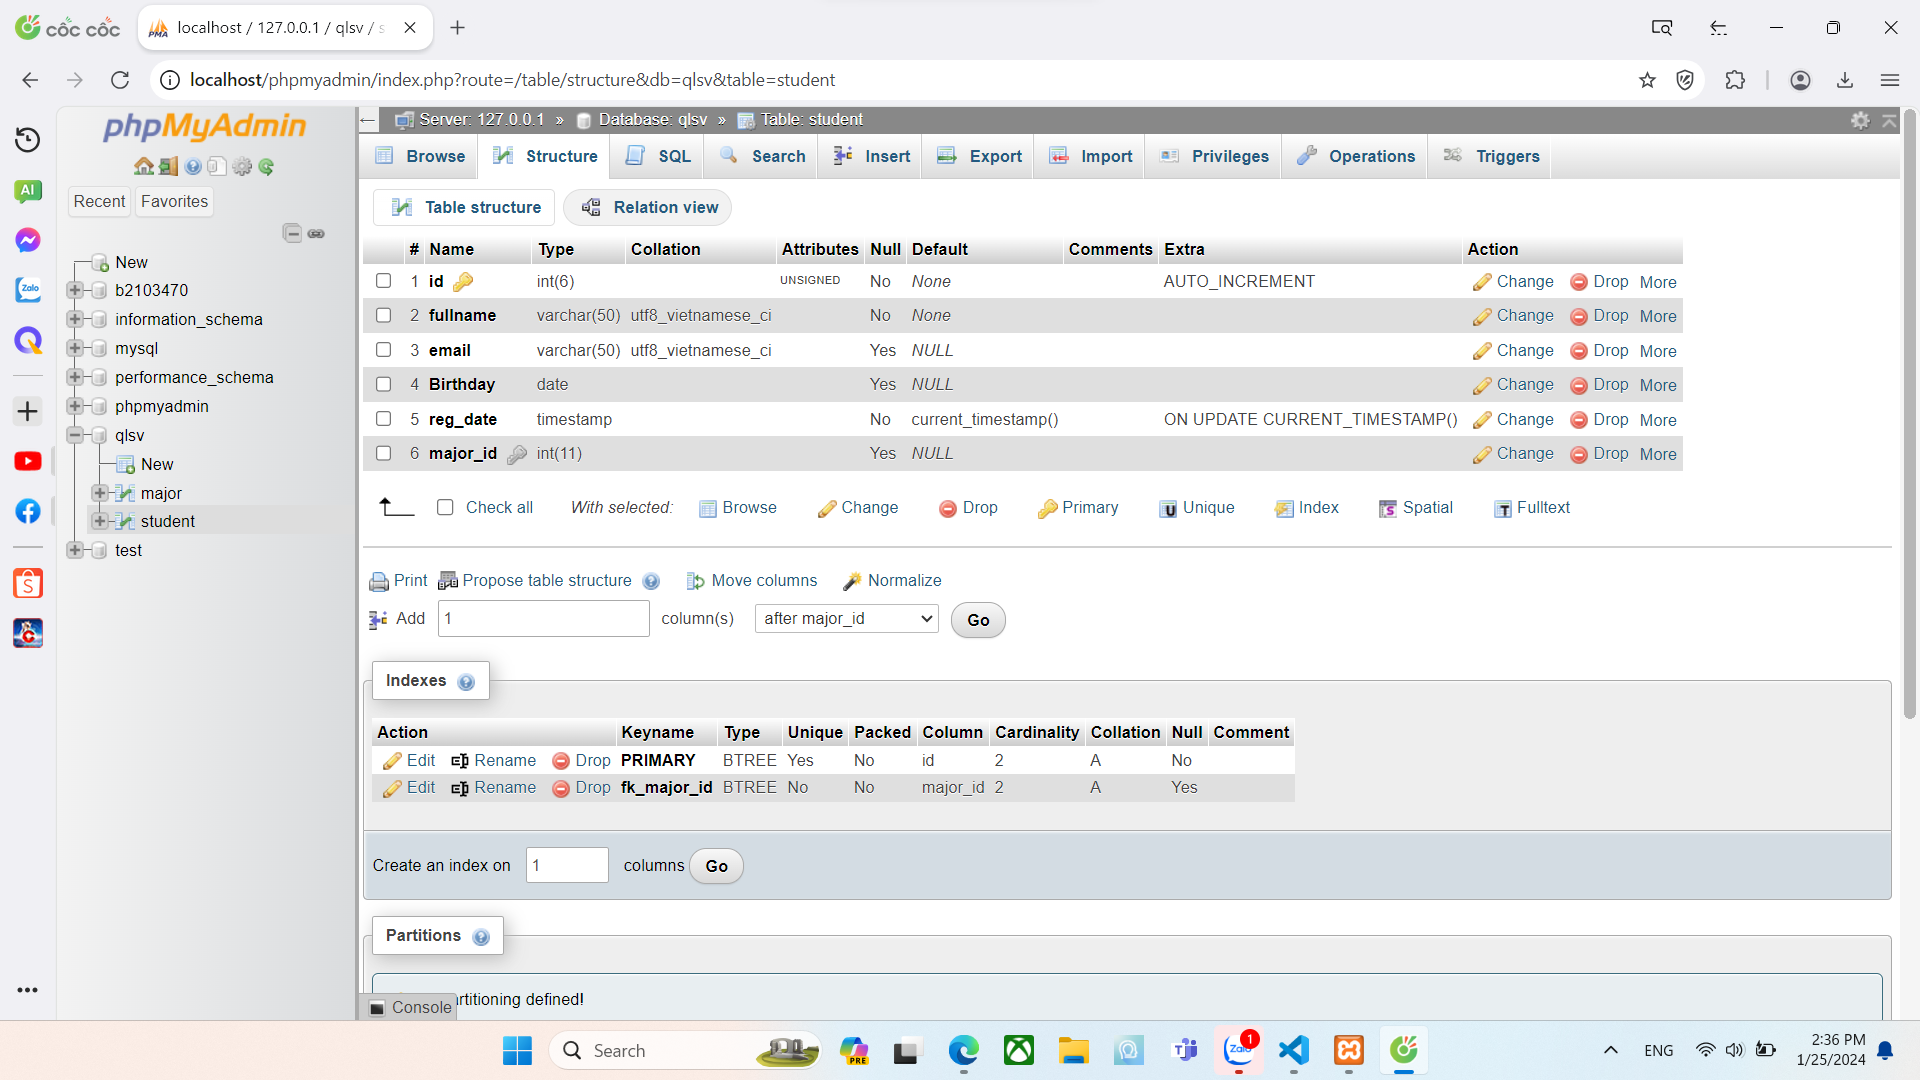 cốc cốc
localhost / 127.0.0.1 / qlsv / s
localhost/phpmyadmin/index.php?route=/table/structure&db=qlsv&table=student
phpMyAdmin
Recent Favorites
New
b2103470
information_schema
mysql
performance_schema
phpmyadmin
qlsv
New
major
student
test
Server: 127.0.0.1 » Database: qlsv » Table: student
Browse Structure SQL Search Insert Export Import Privileges Operations Triggers
Table structure Relation view
# Name Type Collation Attributes Null Default Comments Extra Action
1 id int(6) UNSIGNED No None AUTO_INCREMENT Change Drop More
2 fullname varchar(50) utf8_vietnamese_ci No None Change Drop More
3 email varchar(50) utf8_vietnamese_ci Yes NULL Change Drop More
4 Birthday date Yes NULL Change Drop More
5 reg_date timestamp No current_timestamp() ON UPDATE CURRENT_TIMESTAMP() Change Drop More
6 major_id int(11) Yes NULL Change Drop More
Check all With selected: Browse Change Drop Primary Unique Index Spatial Fulltext
Print Propose table structure Move columns Normalize
Add 1 column(s) after major_id Go
Indexes
Action Keyname Type Unique Packed Column Cardinality Collation Null Comment
Edit Rename Drop PRIMARY BTREE Yes No id 2 A No
Edit Rename Drop fk_major_id BTREE No No major_id 2 A Yes
Create an index on 1 columns Go
Partitions
rtitioning defined!
Console
Search
PRE
Zalo
1
ENG
2:36 PM
1/25/2024
AI
Zalo